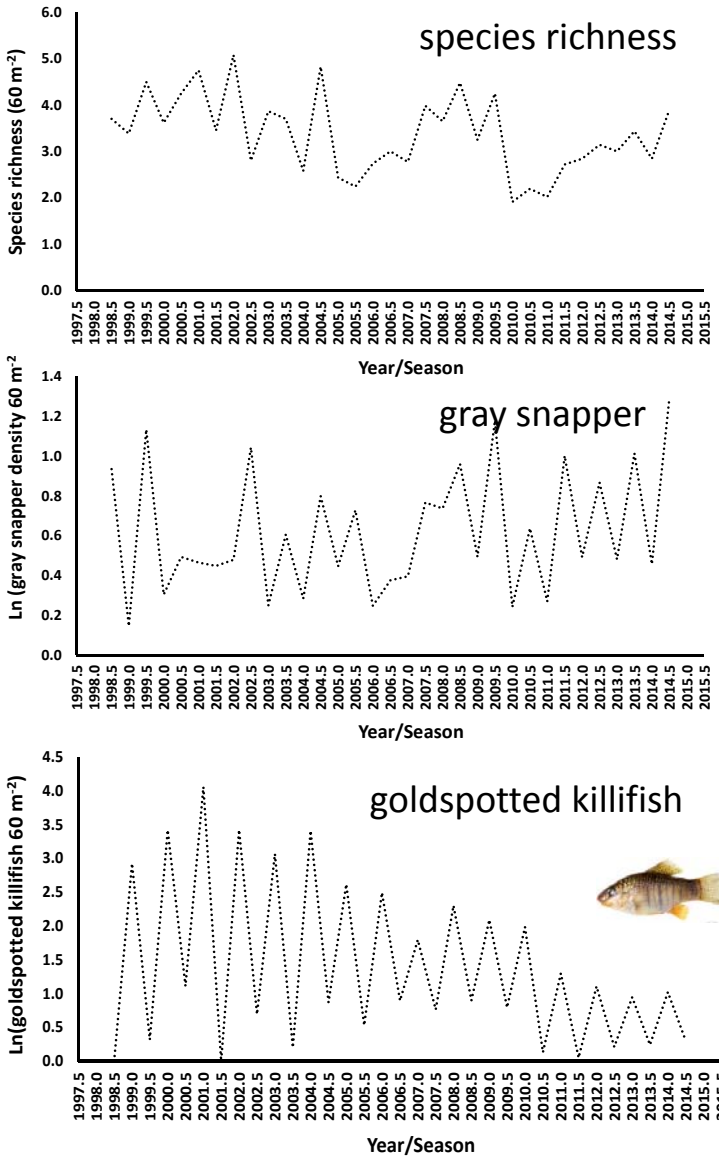 species richness
Species richness (60 m⁻²)
6.0
5.0
4.0
3.0
2.0
1.0
0.0
1997.5 1998.0 1998.5 1999.0 1999.5 2000.0 2000.5 2001.0 2001.5 2002.0 2002.5 2003.0 2003.5 2004.0 2004.5 2005.0 2005.5 2006.0 2006.5 2007.0 2007.5 2008.0 2008.5 2009.0 2009.5 2010.0 2010.5 2011.0 2011.5 2012.0 2012.5 2013.0 2013.5 2014.0 2014.5 2015.0 2015.5
Year/Season
gray snapper
Ln (gray snapper density 60 m⁻²
1.4
1.2
1.0
0.8
0.6
0.4
0.2
0.0
1997.5 1998.0 1998.5 1999.0 1999.5 2000.0 2000.5 2001.0 2001.5 2002.0 2002.5 2003.0 2003.5 2004.0 2004.5 2005.0 2005.5 2006.0 2006.5 2007.0 2007.5 2008.0 2008.5 2009.0 2009.5 2010.0 2010.5 2011.0 2011.5 2012.0 2012.5 2013.0 2013.5 2014.0 2014.5 2015.0 2015.5
Year/Season
goldspotted killifish
Ln(goldspotted killifish 60 m⁻²)
4.5
4.0
3.5
3.0
2.5
2.0
1.5
1.0
0.5
0.0
1997.5 1998.0 1998.5 1999.0 1999.5 2000.0 2000.5 2001.0 2001.5 2002.0 2002.5 2003.0 2003.5 2004.0 2004.5 2005.0 2005.5 2006.0 2006.5 2007.0 2007.5 2008.0 2008.5 2009.0 2009.5 2010.0 2010.5 2011.0 2011.5 2012.0 2012.5 2013.0 2013.5 2014.0 2014.5 2015.0
Year/Season